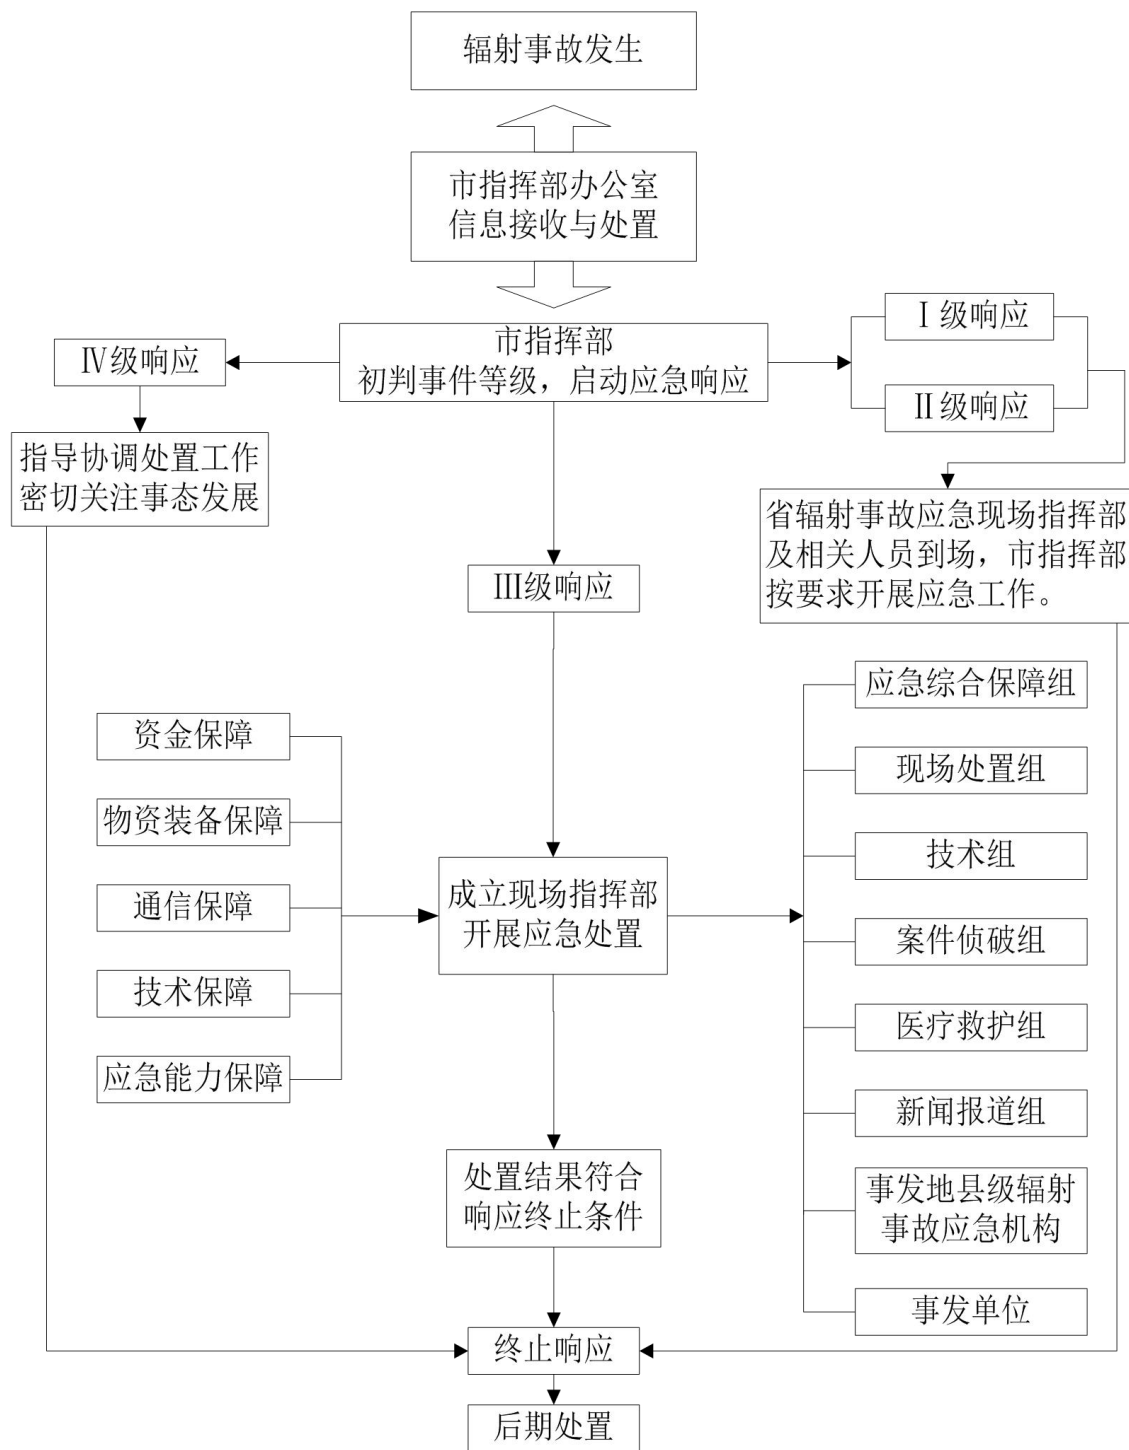 辐射事故发生
市指挥部办公室
信息接收与处置
市指挥部
初判事件等级，启动应急响应
Ⅰ级响应
Ⅱ级响应
Ⅳ级响应
指导协调处置工作
密切关注事态发展
省辐射事故应急现场指挥部
及相关人员到场，市指挥部
按要求开展应急工作。
Ⅲ级响应
资金保障
物资装备保障
通信保障
技术保障
应急能力保障
成立现场指挥部
开展应急处置
应急综合保障组
现场处置组
技术组
案件侦破组
医疗救护组
新闻报道组
事发地县级辐射
事故应急机构
事发单位
处置结果符合
响应终止条件
终止响应
后期处置